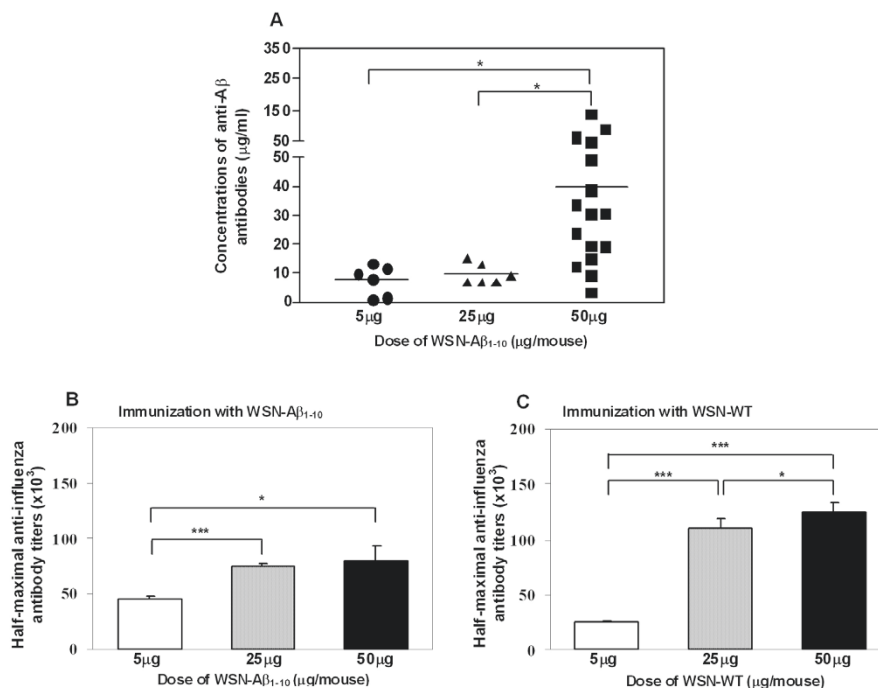 A
Concentrations of anti-Aβ
antibodies (μg/ml)
350
250
150
50
50
40
30
20
10
0
*
*
5μg
25μg
50μg
Dose of WSN-Aβ₁₋₁₀ (μg/mouse)
B
Immunization with WSN-Aβ₁₋₁₀
Half-maximal anti-influenza
antibody titers (x10³)
200
150
100
50
0
*
***
5μg
25μg
50μg
Dose of WSN-Aβ₁₋₁₀ (μg/mouse)
C
Immunization with WSN-WT
Half-maximal anti-influenza
antibody titers (x10³)
200
150
100
50
0
***
***
*
5μg
25μg
50μg
Dose of WSN-WT (μg/mouse)